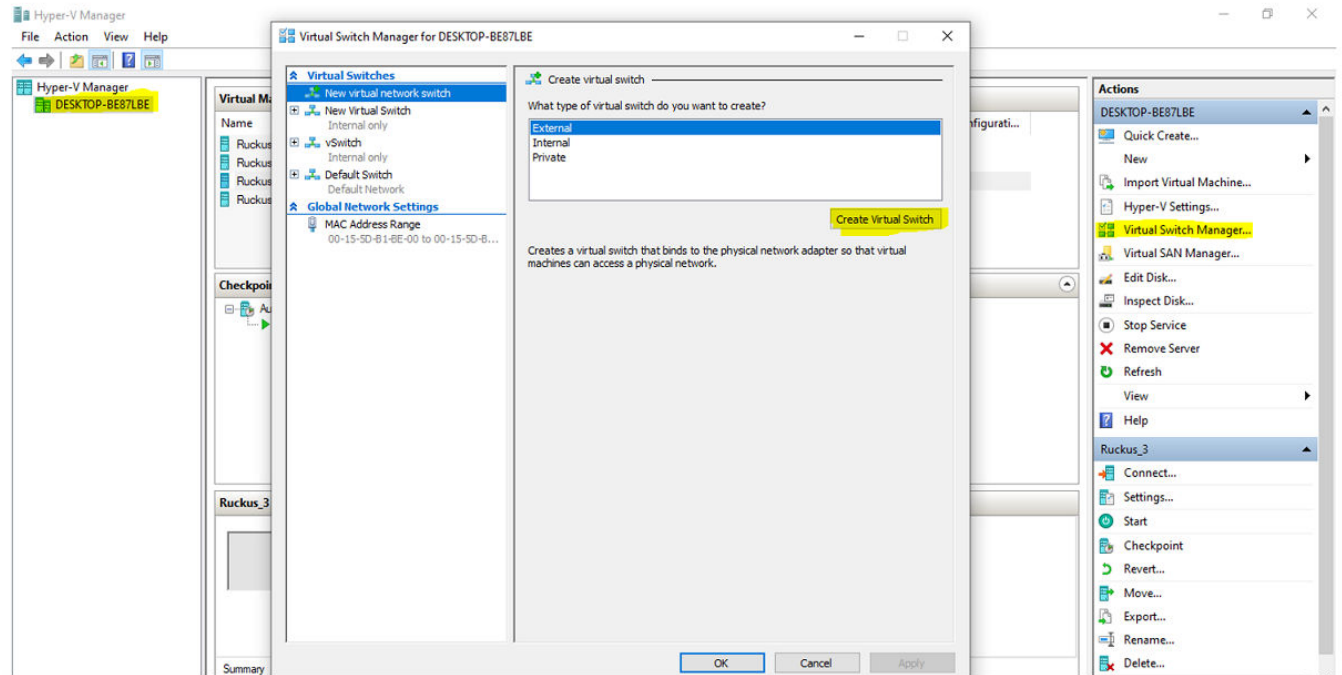 Hyper-V Manager
File Action View Help
Hyper-V Manager
DESKTOP-BE87LBE
Virtual Ma
Name
Ruckus
Ruckus
Ruckus
Ruckus
Checkpoi
Au
Ruckus_3
Summary
nfigurati...
Virtual Switch Manager for DESKTOP-BE87LBE
Virtual Switches
New virtual network switch
New Virtual Switch
Internal only
vSwitch
Internal only
Default Switch
Default Network
Global Network Settings
MAC Address Range
00-15-5D-B1-BE-00 to 00-15-5D-B...
Create virtual switch
What type of virtual switch do you want to create?
External
Internal
Private
Create Virtual Switch
Creates a virtual switch that binds to the physical network adapter so that virtual
machines can access a physical network.
OK Cancel Apply
Actions
DESKTOP-BE87LBE
Quick Create...
New
Import Virtual Machine...
Hyper-V Settings...
Virtual Switch Manager...
Virtual SAN Manager...
Edit Disk...
Inspect Disk...
Stop Service
Remove Server
Refresh
View
Help
Ruckus_3
Connect...
Settings...
Start
Checkpoint
Revert...
Move...
Export...
Rename...
Delete...